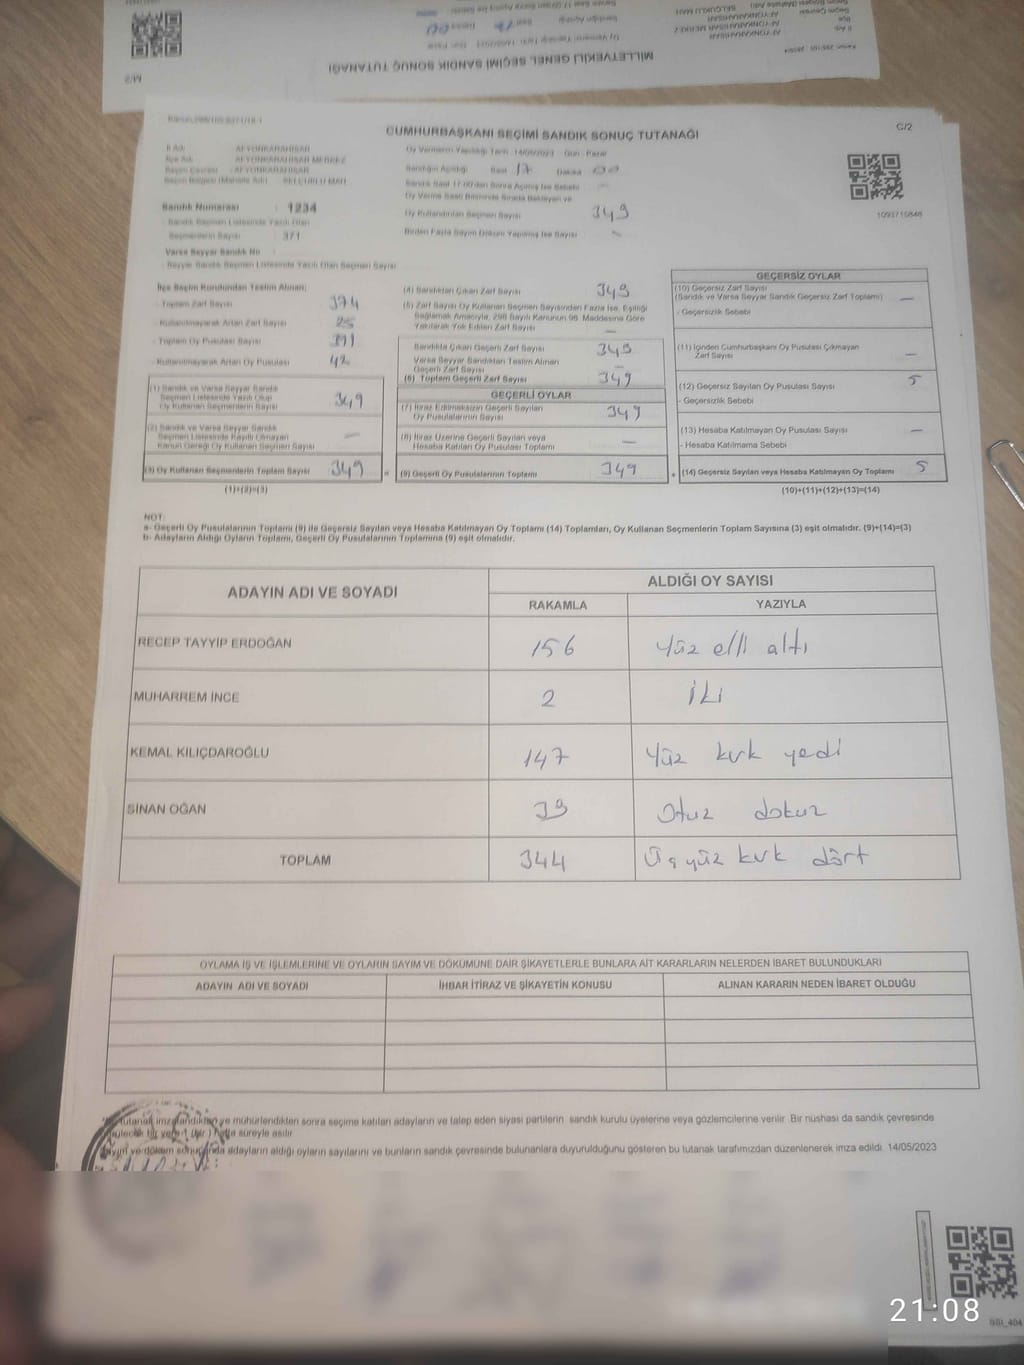 MİLLETVEKİLİ GENEL SEÇİMİ SANDIK SONUÇ TUTANAĞI
M/2
C/2
CUMHURBAŞKANI SEÇİMİ SANDIK SONUÇ TUTANAĞI
İl Adı : AFYONKARAHİSAR
İlçe Adı : AFYONKARAHİSAR MERKEZ
Seçim Çevresi : AFYONKARAHİSAR
Seçim Bölgesi (Mahalle Adı) : SELÇUKLU MAH.
Sandık Numarası : 1234
Sandık Seçmen Listesinde Yazılı Olan
Seçmenlerin Sayısı : 371
Varsa Seyyar Sandık No :
- Seyyar Sandık Seçmen Listesinde Yazılı Olan Seçmen Sayısı
Oy Vermenin Yapıldığı Tarih : 14/05/2023 Gün : Pazar
Sandığın Açıldığı Saat 17 Dakika 00
Sandık Saat 17:00'den Sonra Açılmış İse Sebebi —
Oy Verme Saati Bitiminde Sırada Bekleyen ve
Oy Kullandırılan Seçmen Sayısı 349
Birden Fazla Sayım Döküm Yapılmış İse Sayısı —
1093710848
İlçe Seçim Kurulundan Teslim Alınan;
- Toplam Zarf Sayısı 374
- Kullanılmayarak Artan Zarf Sayısı 25
- Toplam Oy Pusulası Sayısı 391
- Kullanılmayarak Artan Oy Pusulası 42
(1) Sandık ve Varsa Seyyar Sandık
Seçmen Listesinde Yazılı Olup
Oy Kullanan Seçmenlerin Sayısı 349
(2) Sandık ve Varsa Seyyar Sandık
Seçmen Listesinde Kayıtlı Olmayan
Kanun Gereği Oy Kullanan Seçmen Sayısı —
(3) Oy Kullanan Seçmenlerin Toplam Sayısı 349 =
(1)+(2)=(3)
(4) Sandıktan Çıkan Zarf Sayısı 349
(5) Zarf Sayısı Oy Kullanan Seçmen Sayısından Fazla İse, Eşitliği
Sağlamak Amacıyla, 298 Sayılı Kanunun 98. Maddesine Göre
Yakılarak Yok Edilen Zarf Sayısı —
Sandıkta Çıkan Geçerli Zarf Sayısı 349
Varsa Seyyar Sandıktan Teslim Alınan
Geçerli Zarf Sayısı —
(6) Toplam Geçerli Zarf Sayısı 349
GEÇERLİ OYLAR
(7) İtiraz Edilmeksizin Geçerli Sayılan
Oy Pusulalarının Sayısı 349
(8) İtiraz Üzerine Geçerli Sayılan veya
Hesaba Katılan Oy Pusulası Toplamı —
(9) Geçerli Oy Pusulalarının Toplamı 349 +
GEÇERSİZ OYLAR
(10) Geçersiz Zarf Sayısı
(Sandık ve Varsa Seyyar Sandık Geçersiz Zarf Toplamı) —
- Geçersizlik Sebebi
(11) İçinden Cumhurbaşkanı Oy Pusulası Çıkmayan
Zarf Sayısı —
(12) Geçersiz Sayılan Oy Pusulası Sayısı 5
- Geçersizlik Sebebi
(13) Hesaba Katılmayan Oy Pusulası Sayısı —
- Hesaba Katılmama Sebebi
(14) Geçersiz Sayılan veya Hesaba Katılmayan Oy Toplamı 5
(10)+(11)+(12)+(13)=(14)
NOT:
a- Geçerli Oy Pusulalarının Toplamı (9) ile Geçersiz Sayılan veya Hesaba Katılmayan Oy Toplamı (14) Toplamları, Oy Kullanan Seçmenlerin Toplam Sayısına (3) eşit olmalıdır. (9)+(14)=(3)
b- Adayların Aldığı Oyların Toplamı, Geçerli Oy Pusulalarının Toplamına (9) eşit olmalıdır.
ADAYIN ADI VE SOYADI ALDIĞI OY SAYISI
RAKAMLA YAZIYLA
RECEP TAYYİP ERDOĞAN 156 Yüz elli altı
MUHARREM İNCE 2 İki
KEMAL KILIÇDAROĞLU 147 Yüz kırk yedi
SİNAN OĞAN 39 Otuz dokuz
TOPLAM 344 Üçyüz kırk dört
OYLAMA İŞ VE İŞLEMLERİNE VE OYLARIN SAYIM VE DÖKÜMÜNE DAİR ŞİKAYETLERLE BUNLARA AİT KARARLARIN NELERDEN İBARET BULUNDUKLARI
ADAYIN ADI VE SOYADI İHBAR İTİRAZ VE ŞİKAYETİN KONUSU ALINAN KARARIN NEDEN İBARET OLDUĞU
tutanak imzalandıktan ve mühürlendikten sonra seçime katılan adayların ve talep eden siyasi partilerin sandık kurulu üyelerine veya gözlemcilerine verilir. Bir nüshası da sandık çevresinde
bir yere 1 (bir) hafta süreyle asılır.
Sayım ve döküm sonucunda adayların aldığı oyların sayılarını ve bunların sandık çevresinde bulunanlara duyurulduğunu gösteren bu tutanak tarafımızdan düzenlenerek imza edildi. 14/05/2023
21:08